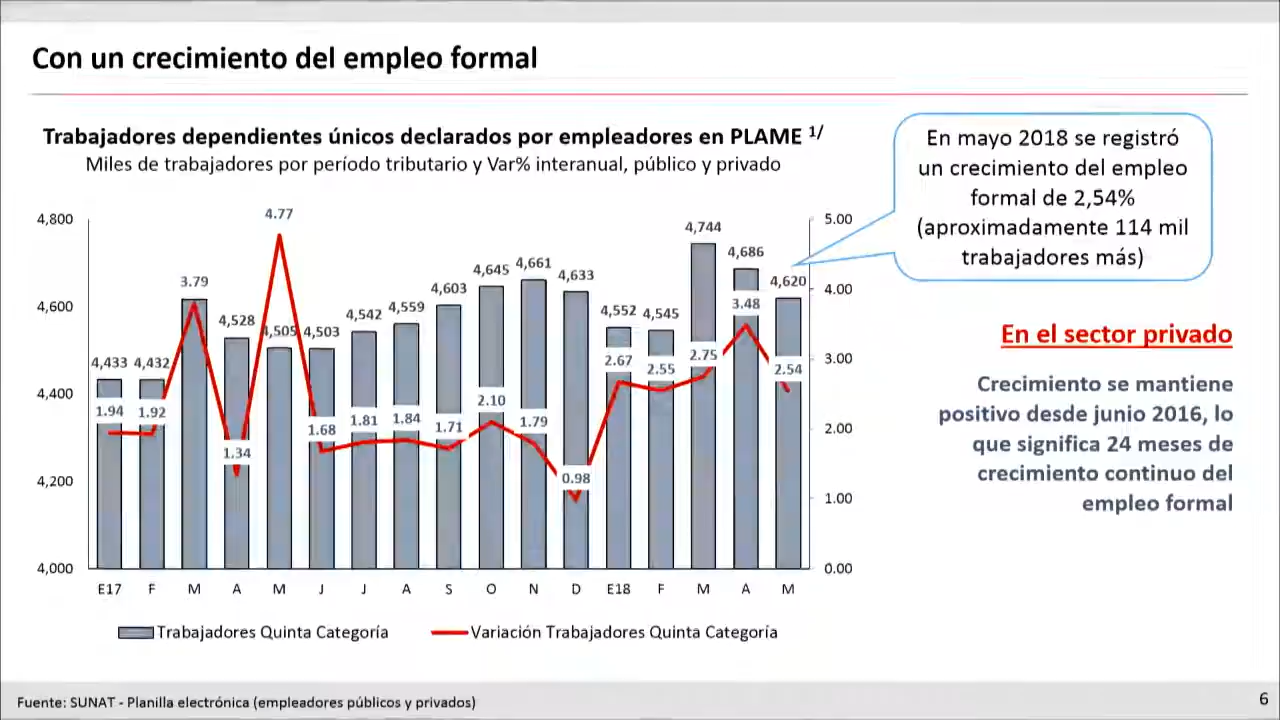 Con un crecimiento del empleo formal
Trabajadores dependientes únicos declarados por empleadores en PLAME 1/
Miles de trabajadores por período tributario y Var% interanual, público y privado
En mayo 2018 se registró
un crecimiento del empleo
formal de 2,54%
(aproximadamente 114 mil
trabajadores más)
En el sector privado
Crecimiento se mantiene
positivo desde junio 2016, lo
que significa 24 meses de
crecimiento continuo del
empleo formal
4,800
4,600
4,400
4,200
4,000
5.00
4.00
3.00
2.00
1.00
0.00
4,433 4,432 4,528 4,505 4,503 4,542 4,559 4,603 4,645 4,661 4,633 4,552 4,545 4,744 4,686 4,620
1.94 1.92 3.79 1.34 4.77 1.68 1.81 1.84 1.71 2.10 1.79 0.98 2.67 2.55 2.75 3.48 2.54
E17 F M A M J J A S O N D E18 F M A M
Trabajadores Quinta Categoría
Variación Trabajadores Quinta Categoría
Fuente: SUNAT - Planilla electrónica (empleadores públicos y privados)
6